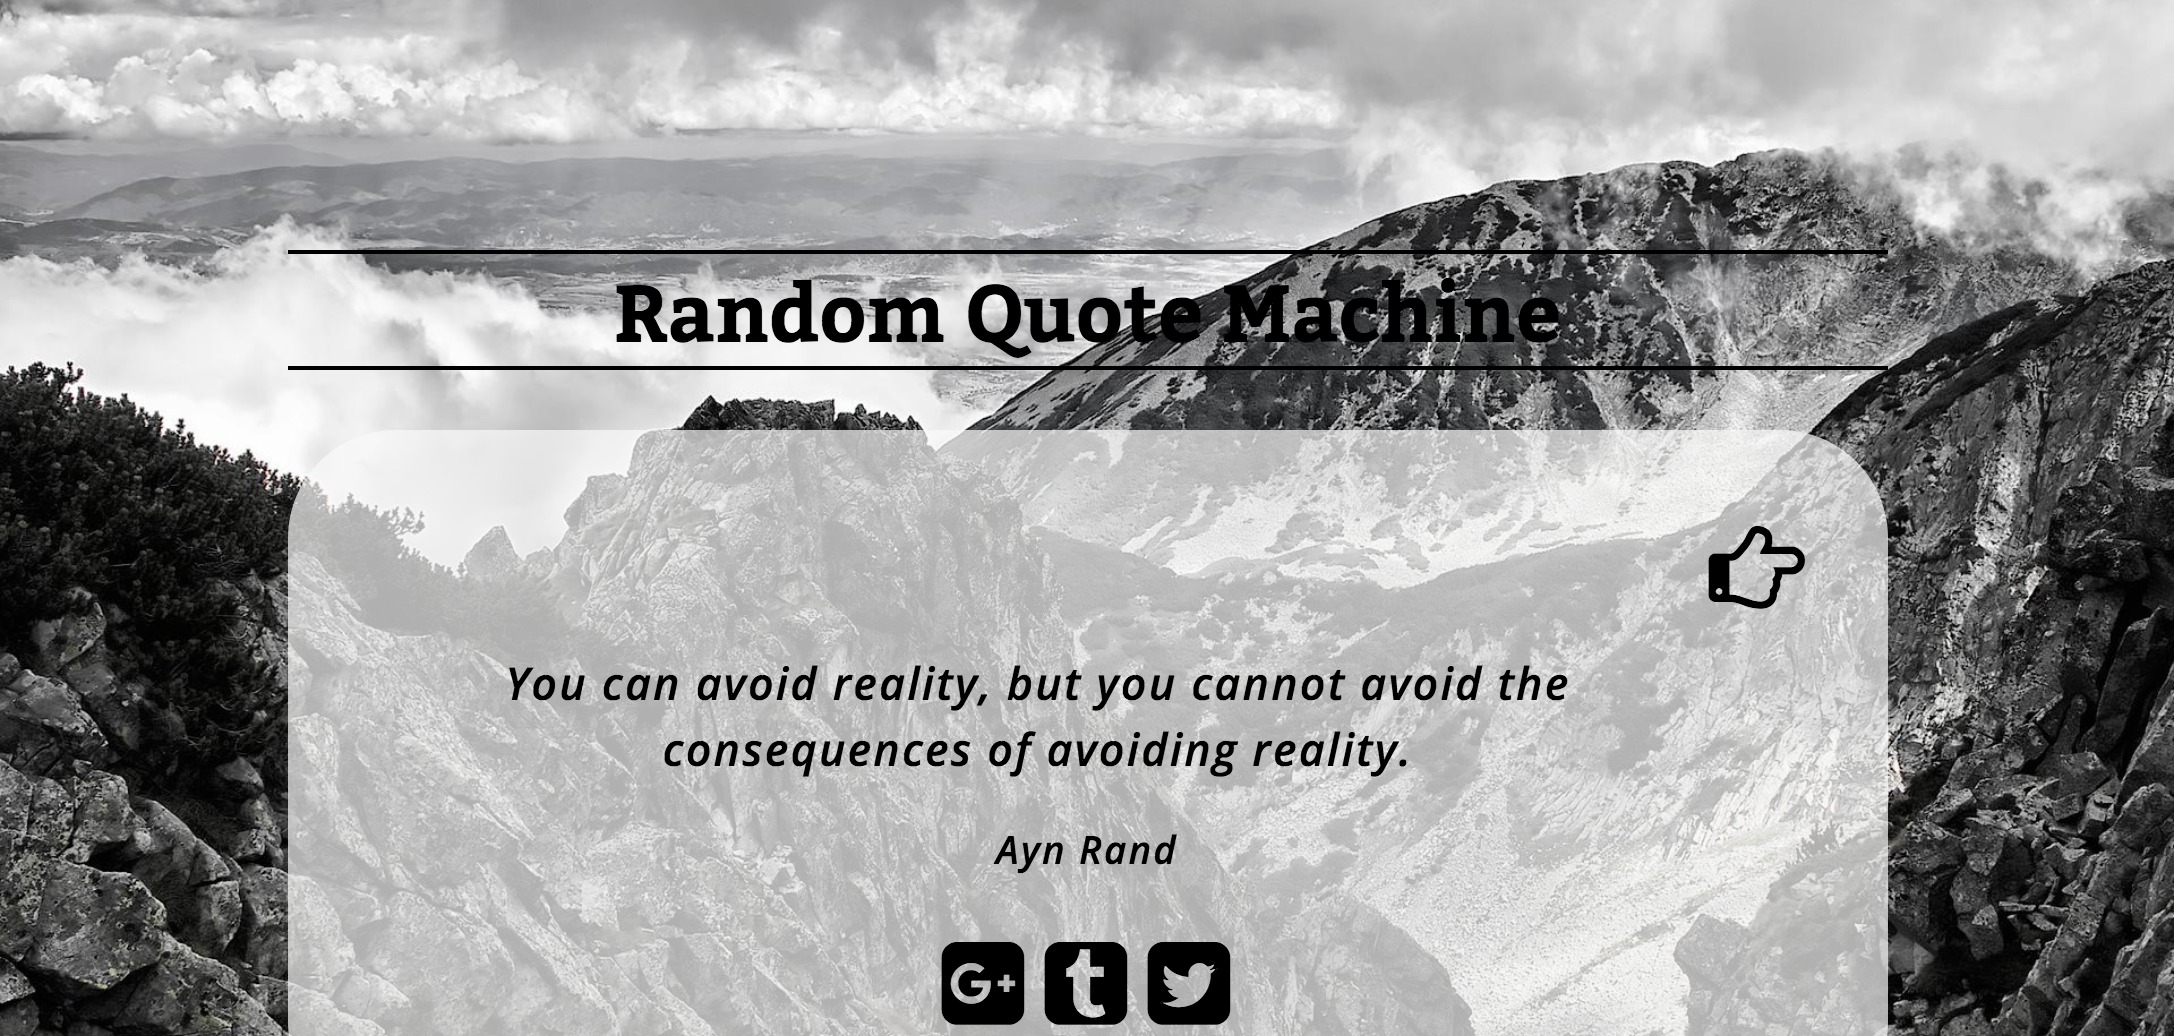 Random Quote Machine
You can avoid reality, but you cannot avoid the
consequences of avoiding reality.
Ayn Rand
G+ t